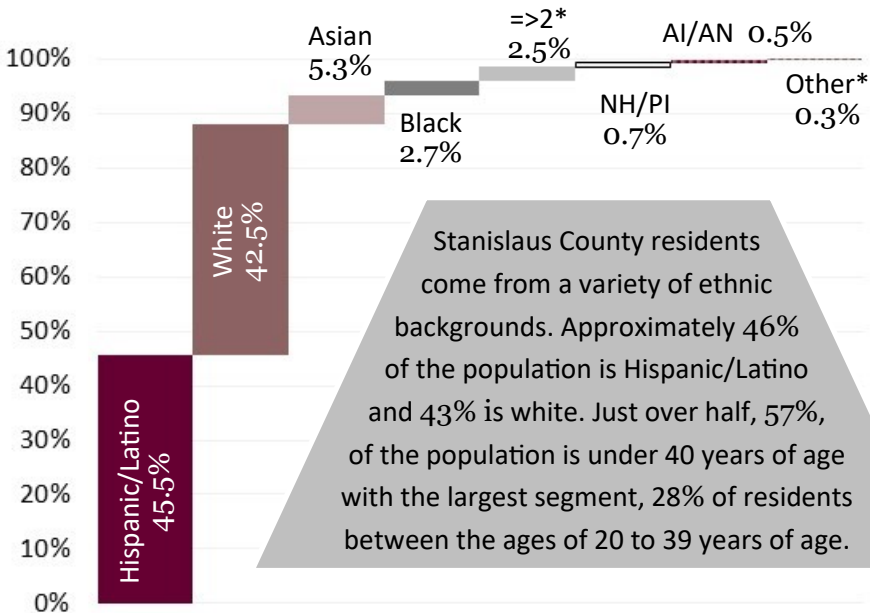 100%
90%
80%
70%
60%
50%
40%
30%
20%
10%
0%
Hispanic/Latino
45.5%
White
42.5%
Asian
5.3%
Black
2.7%
=>2*
2.5%
NH/PI
0.7%
AI/AN 0.5%
Other*
0.3%
Stanislaus County residents
come from a variety of ethnic
backgrounds. Approximately 46%
of the population is Hispanic/Latino
and 43% is white. Just over half, 57%,
of the population is under 40 years of age
with the largest segment, 28% of residents
between the ages of 20 to 39 years of age.